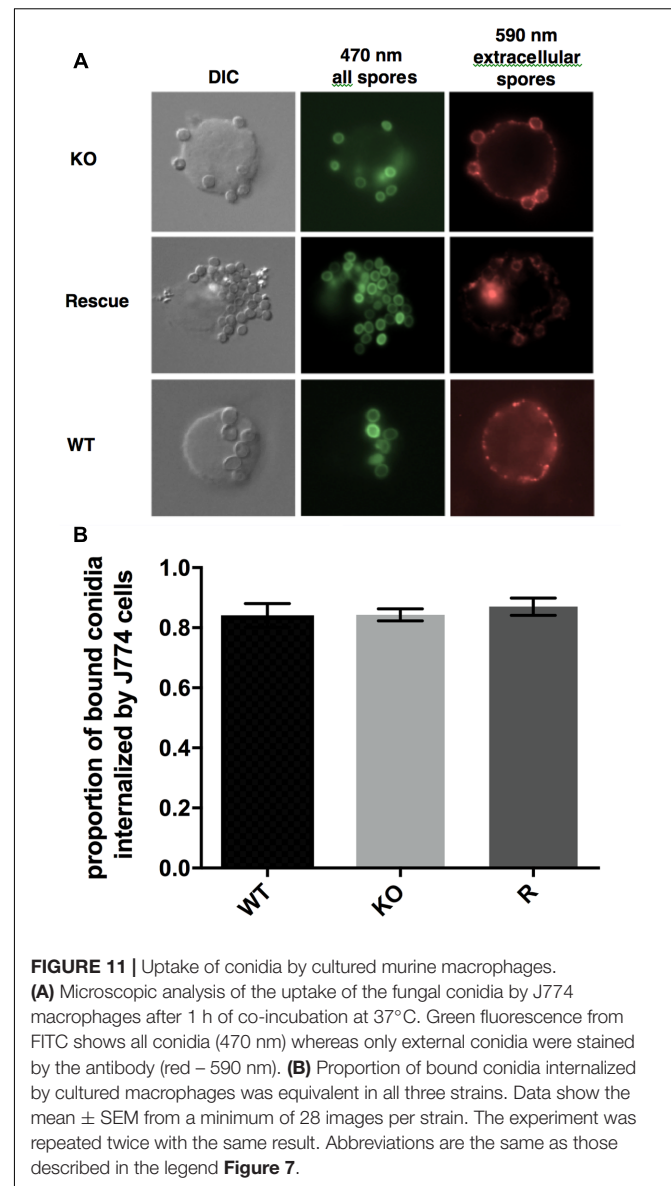 A
DIC
470 nm
all spores
590 nm
extracellular
spores
KO
Rescue
WT
B
proportion of bound conidia
internalized by J774 cells
1.0
0.8
0.6
0.4
0.2
0.0
WT
KO
R
FIGURE 11 | Uptake of conidia by cultured murine macrophages.
(A) Microscopic analysis of the uptake of the fungal conidia by J774
macrophages after 1 h of co-incubation at 37°C. Green fluorescence from
FITC shows all conidia (470 nm) whereas only external conidia were stained
by the antibody (red – 590 nm). (B) Proportion of bound conidia internalized
by cultured macrophages was equivalent in all three strains. Data show the
mean ± SEM from a minimum of 28 images per strain. The experiment was
repeated twice with the same result. Abbreviations are the same as those
described in the legend Figure 7.